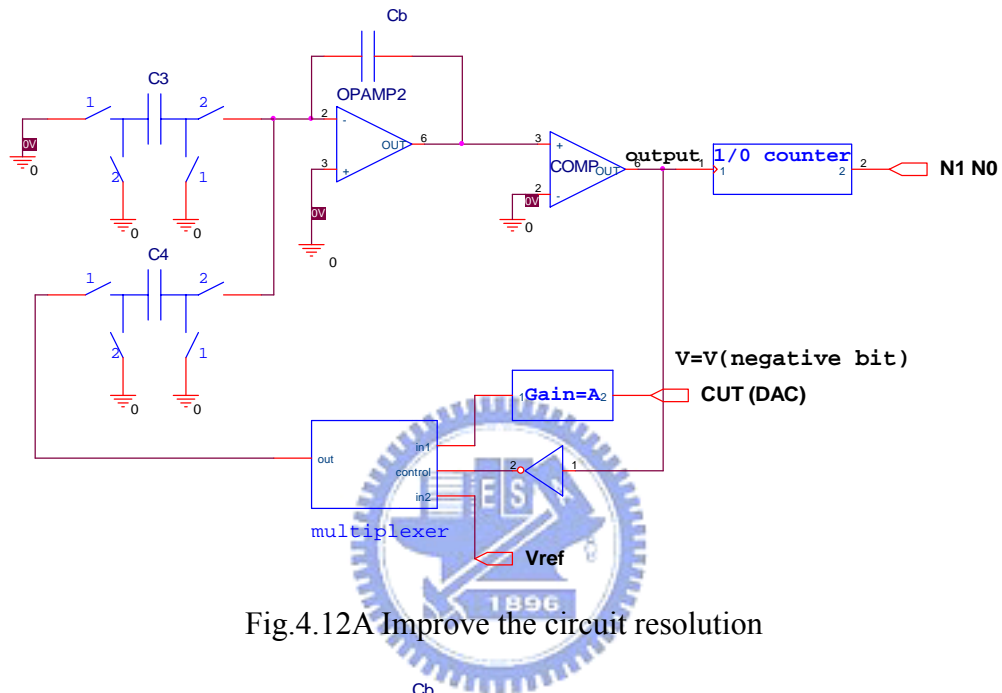 Cb
C3
OPAMP2
1
2
2
-
OUT
6
3
+
0V
0
2
1
0
0
0V
0
3
+
COMP
OUT
6
2
-
0V
0
output
1
1/0 counter
1
2
2
N1 N0
C4
1
2
2
1
0
0
V=V(negative bit)
1
Gain=A
2
CUT (DAC)
out
in1
control
in2
2
1
multiplexer
Vref
ES
1896
Fig.4.12A Improve the circuit resolution
Cb